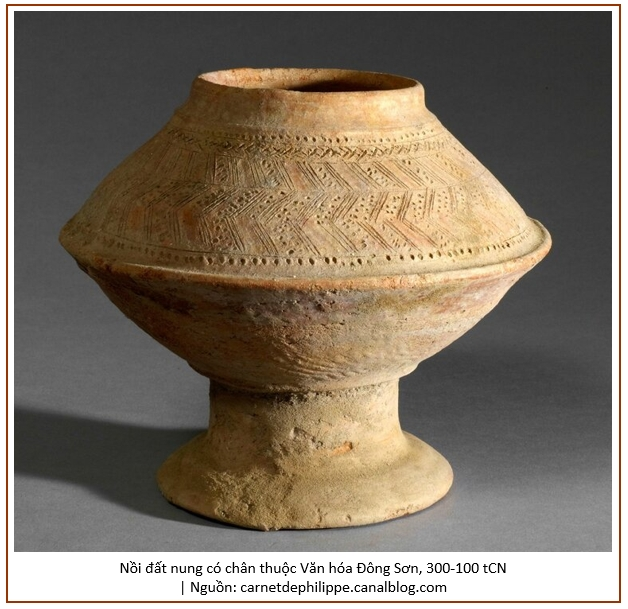 Nồi đất nung có chân thuộc Văn hóa Đông Sơn, 300-100 tCN
| Nguồn: carnetdephilippe.canalblog.com